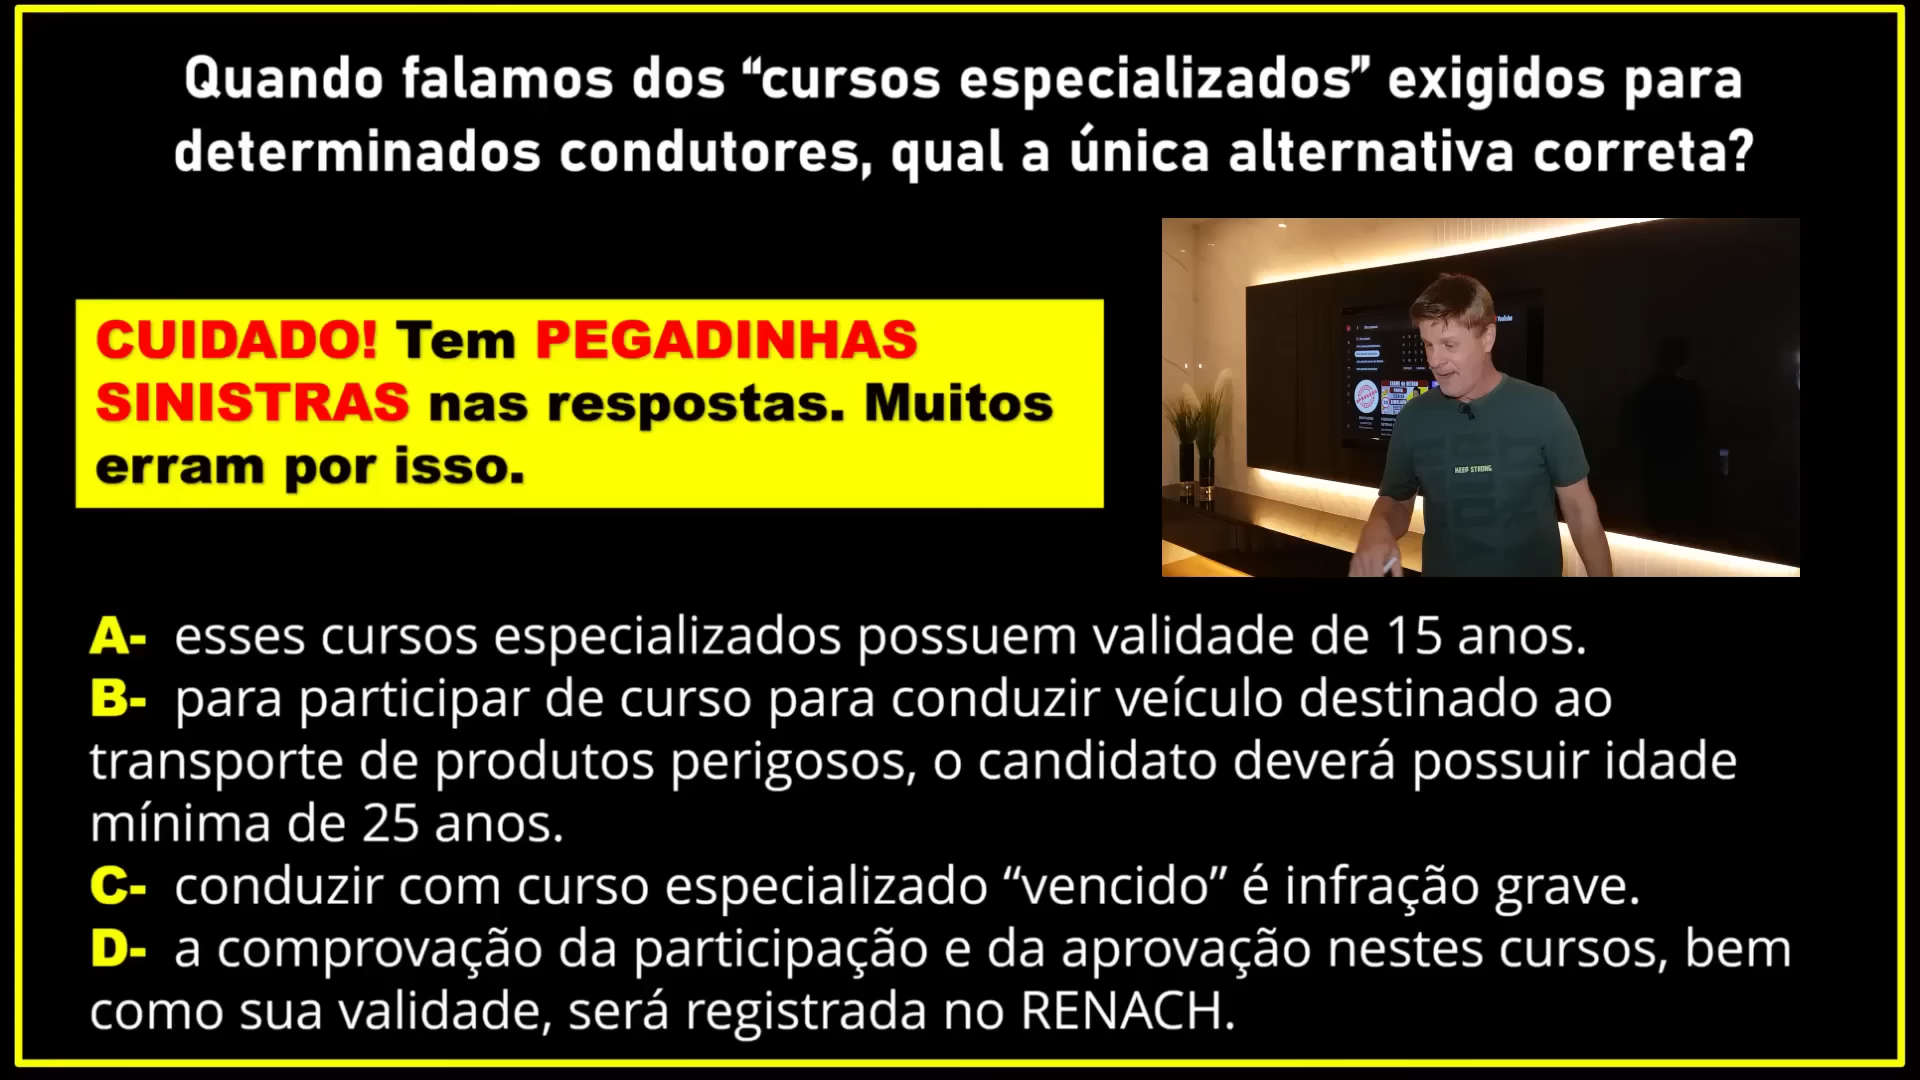 Quando falamos dos “cursos especializados” exigidos para
determinados condutores, qual a única alternativa correta?
CUIDADO! Tem PEGADINHAS
SINISTRAS nas respostas. Muitos
erram por isso.
YouTube
KEEP STRONG
A- esses cursos especializados possuem validade de 15 anos.
B- para participar de curso para conduzir veículo destinado ao
transporte de produtos perigosos, o candidato deverá possuir idade
mínima de 25 anos.
C- conduzir com curso especializado “vencido” é infração grave.
D- a comprovação da participação e da aprovação nestes cursos, bem
como sua validade, será registrada no RENACH.